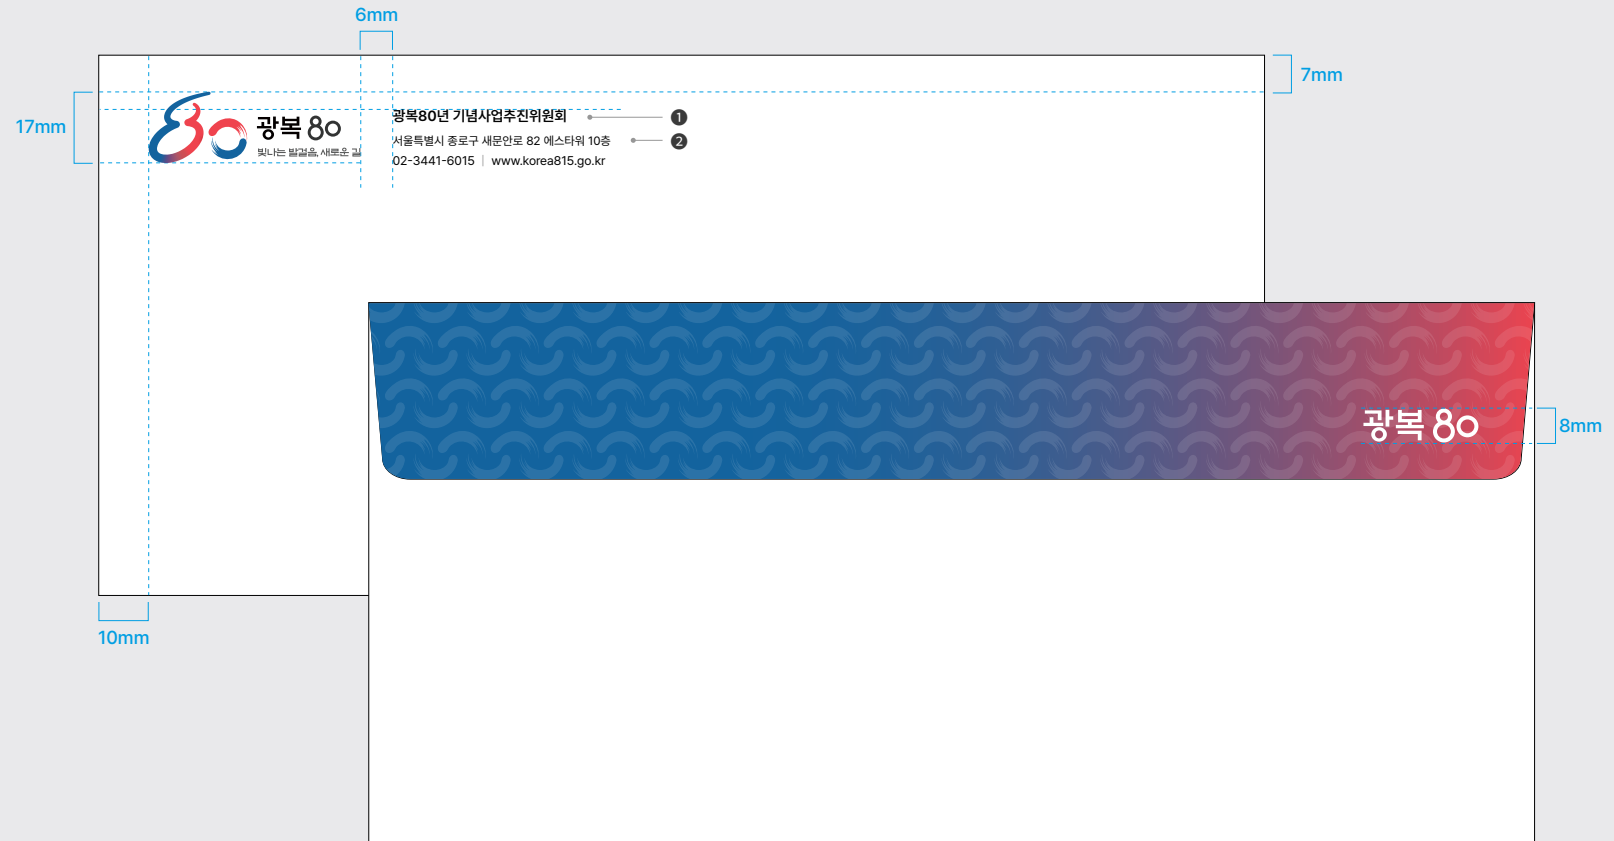 6mm
7mm
17mm
광복 80
빛나는 발걸음, 새로운 길
광복80년 기념사업추진위원회
1
서울특별시 종로구 새문안로 82 에스타워 10층
2
02-3441-6015 | www.korea815.go.kr
10mm
광복 80
8mm